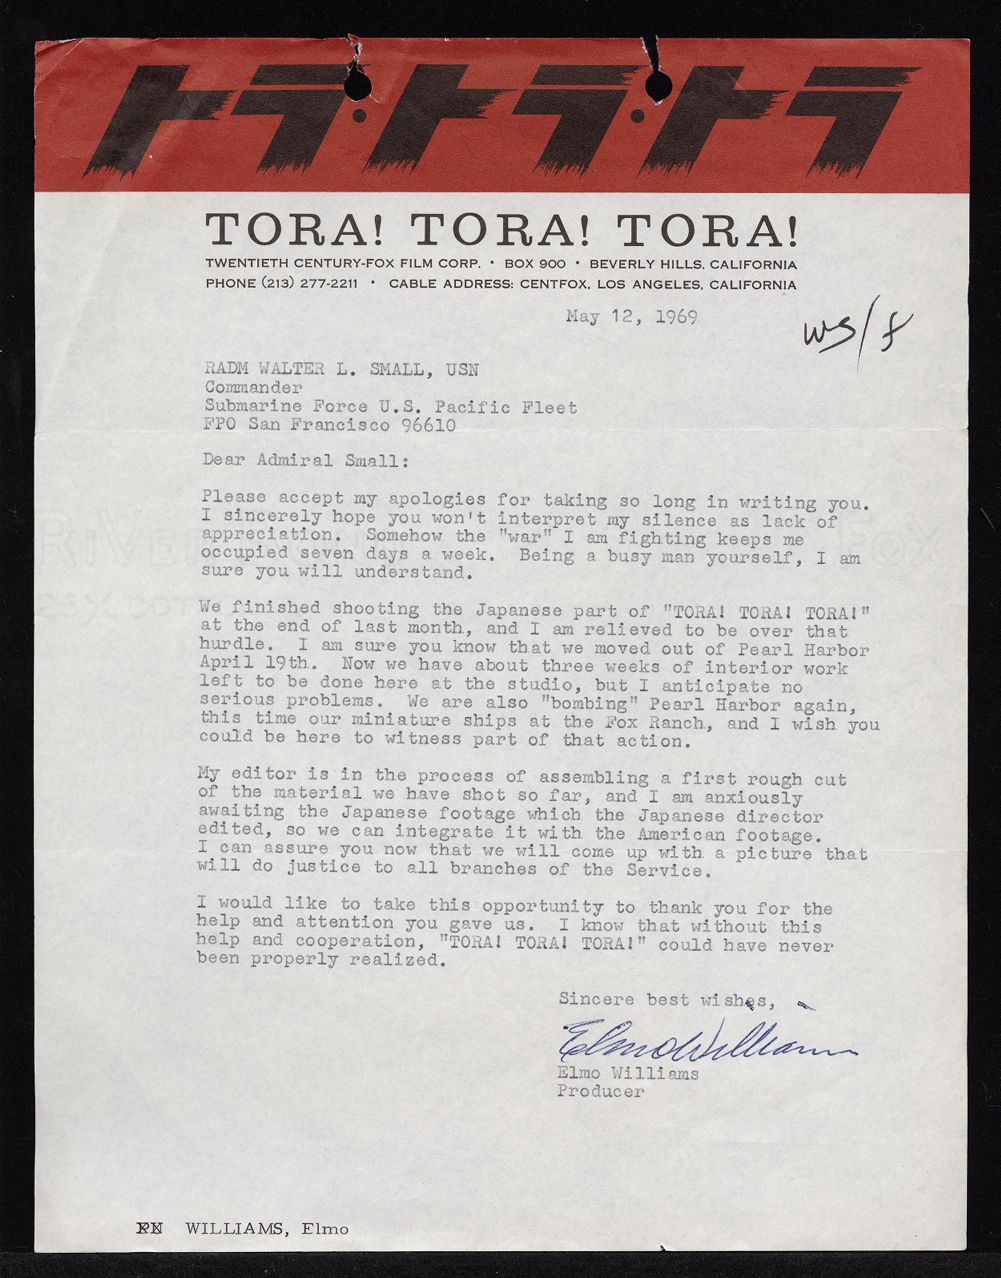 トラ・トラ・トラ
TORA! TORA! TORA!
TWENTIETH CENTURY-FOX FILM CORP. • BOX 900 • BEVERLY HILLS, CALIFORNIA
PHONE (213) 277-2211 • CABLE ADDRESS: CENTFOX, LOS ANGELES, CALIFORNIA
May 12, 1969
ws/f
RADM WALTER L. SMALL, USN
Commander
Submarine Force U.S. Pacific Fleet
FPO San Francisco 96610
Dear Admiral Small:
Please accept my apologies for taking so long in writing you.
I sincerely hope you won't interpret my silence as lack of
appreciation. Somehow the "war" I am fighting keeps me
occupied seven days a week. Being a busy man yourself, I am
sure you will understand.
We finished shooting the Japanese part of "TORA! TORA! TORA!"
at the end of last month, and I am relieved to be over that
hurdle. I am sure you know that we moved out of Pearl Harbor
April 19th. Now we have about three weeks of interior work
left to be done here at the studio, but I anticipate no
serious problems. We are also "bombing" Pearl Harbor again,
this time our miniature ships at the Fox Ranch, and I wish you
could be here to witness part of that action.
My editor is in the process of assembling a first rough cut
of the material we have shot so far, and I am anxiously
awaiting the Japanese footage which the Japanese director
edited, so we can integrate it with the American footage.
I can assure you now that we will come up with a picture that
will do justice to all branches of the Service.
I would like to take this opportunity to thank you for the
help and attention you gave us. I know that without this
help and cooperation, "TORA! TORA! TORA!" could have never
been properly realized.
Sincere best wishes,
Elmo Williams
Elmo Williams
Producer
WILLIAMS, Elmo